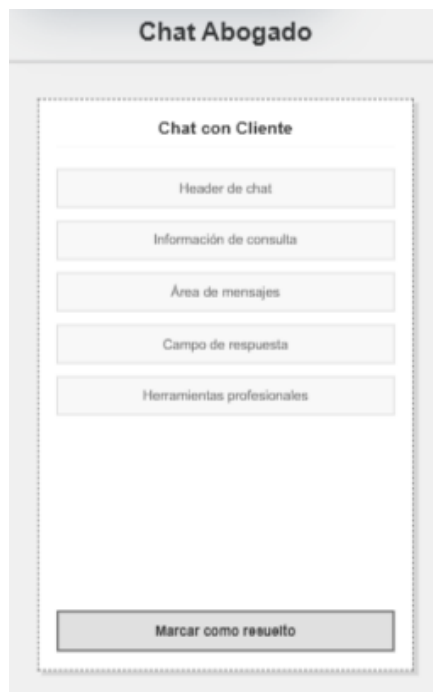 Chat Abogado
Chat con Cliente
Header de chat
Información de consulta
Área de mensajes
Campo de respuesta
Herramientas profesionales
Marcar como resuelto